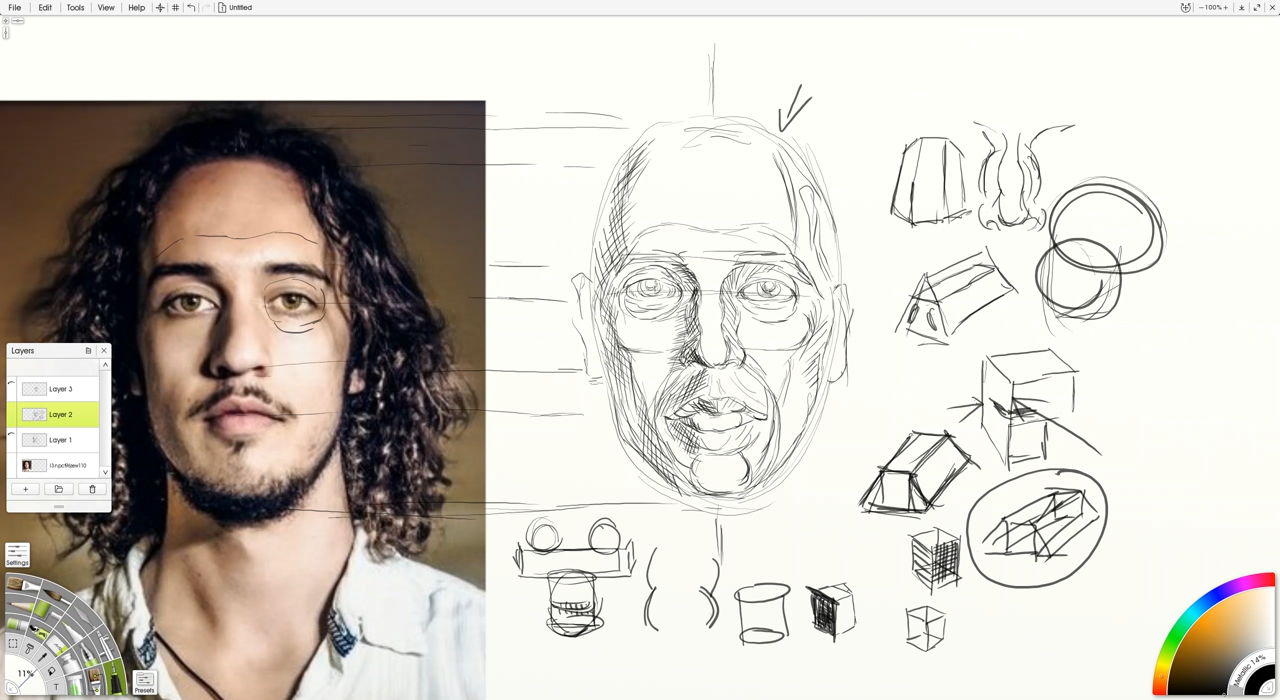 File Edit Tools View Help Untitled
−100%+
Layers
Layer 3
Layer 2
Layer 1
Settings
11%
T
Presets
Metallic 14%